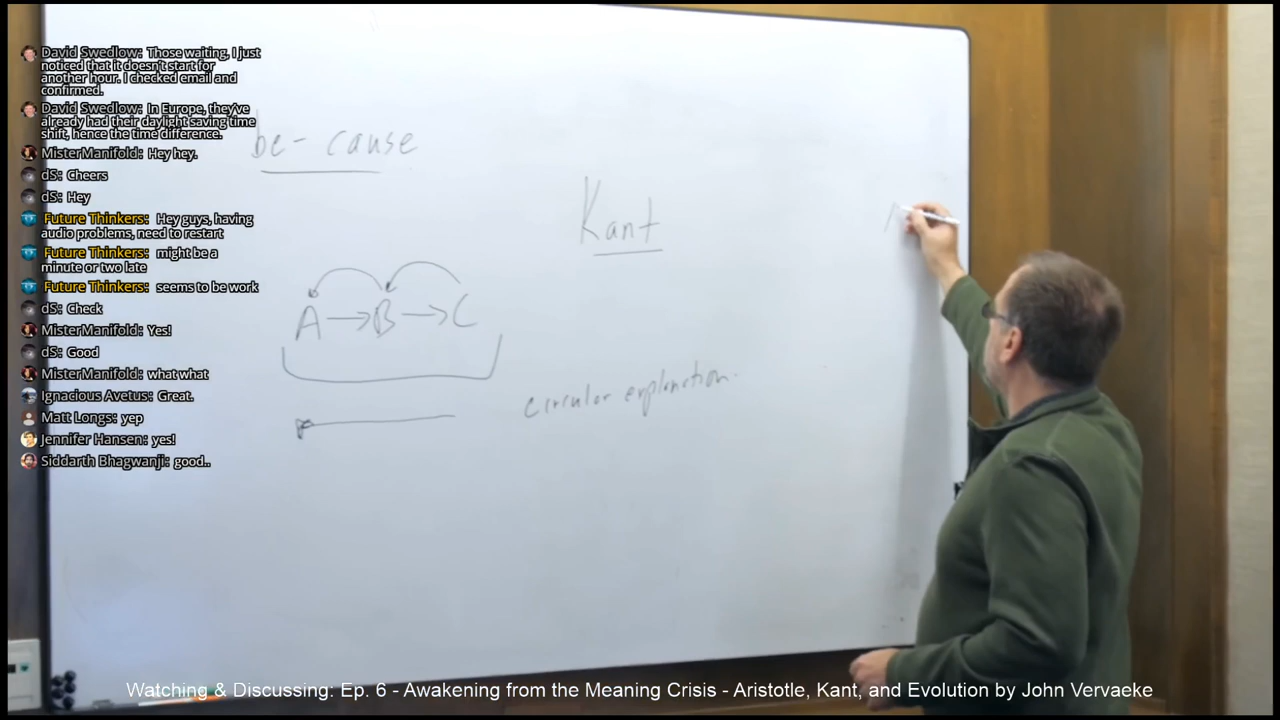 David Swedlow: Those waiting, I just
noticed that it doesn't start for
another hour. I checked email and
confirmed.
David Swedlow: In Europe, they've
already had their daylight saving time
shift, hence the time difference.
MisterManifold: Hey hey.
dS: Cheers
dS: Hey
Future Thinkers: Hey guys, having
audio problems, need to restart
Future Thinkers: might be a
minute or two late
Future Thinkers: seems to be work
dS: Check
MisterManifold: Yes!
dS: Good
MisterManifold: what what
Ignacious Avetus: Great.
Matt Longs: yep
Jennifer Hansen: yes!
Siddarth Bhagwanji: good..
be-cause
Kant
A → B → C
circular explanation.
Watching & Discussing: Ep. 6 - Awakening from the Meaning Crisis - Aristotle, Kant, and Evolution by John Vervaeke